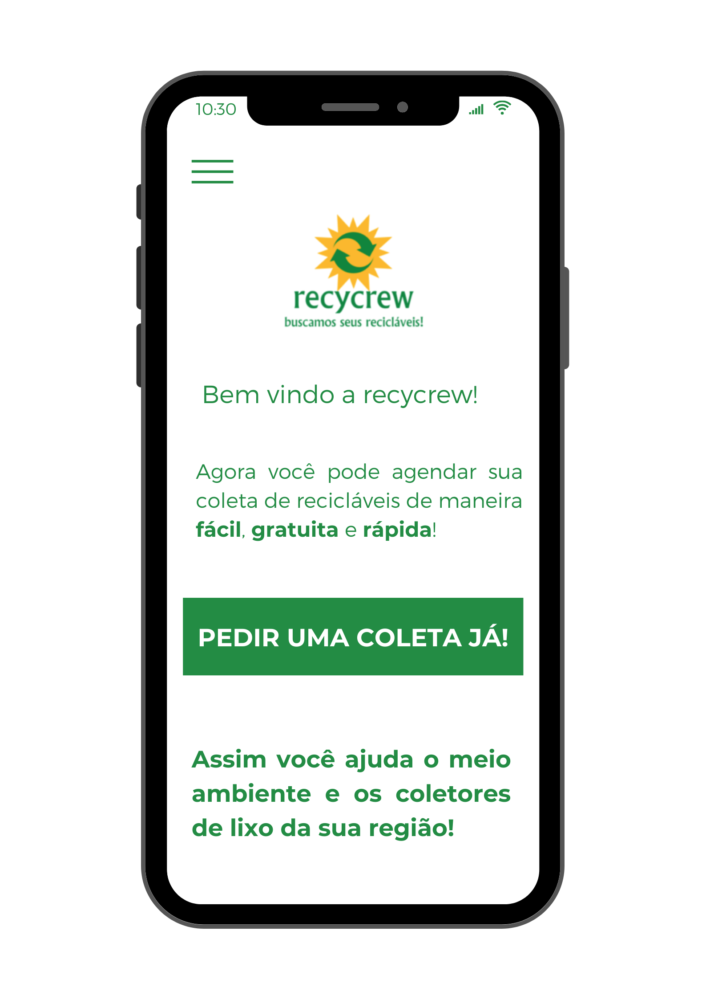 10:30
recycrew
buscamos seus recicláveis!
Bem vindo a recycrew!
Agora você pode agendar sua
coleta de recicláveis de maneira
fácil, gratuita e rápida!
PEDIR UMA COLETA JÁ!
Assim você ajuda o meio
ambiente e os coletores
de lixo da sua região!